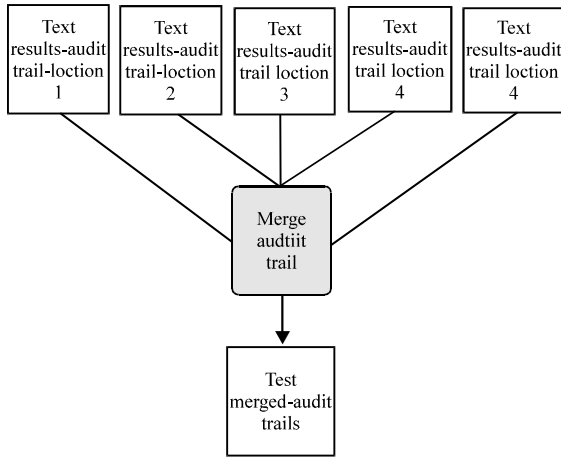 Text
results-audit
trail-loction
1
Text
results-audit
trail-loction
2
Text
results-audit
trail loction
3
Text
results-audit
trail loction
4
Text
results-audit
trail loction
4
Merge
audtiit
trail
Test
merged-audit
trails